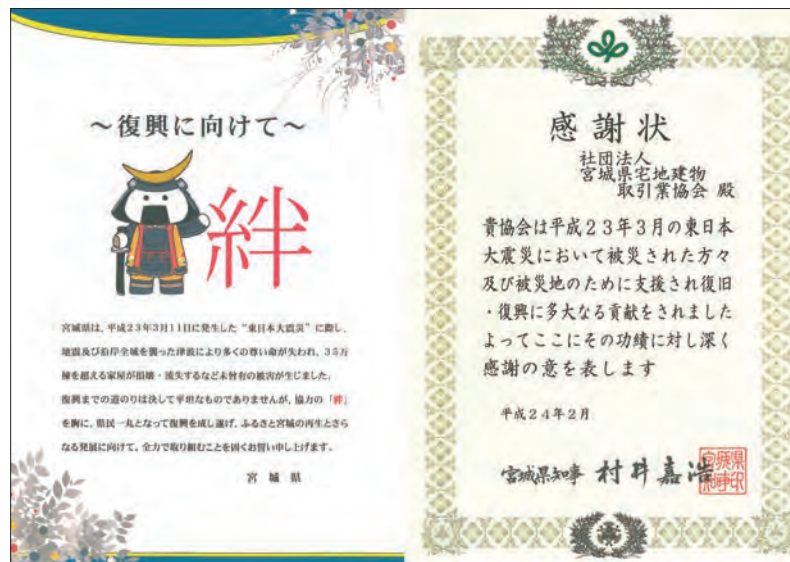 ～復興に向けて～
絆
宮城県は、平成23年3月11日に発生した“東日本大震災”に際し、
地震及び沿岸全域を襲った津波により多くの尊い命が失われ、35万
棟を超える家屋が損壊・流失するなど未曾有の被害が生じました。
復興までの道のりは決して平坦なものでありませんが、協力の「絆」
を胸に、県民一丸となって復興を成し遂げ、ふるさと宮城の再生とさら
なる発展に向けて、全力で取り組むことを固くお誓い申し上げます。
宮 城 県
感謝状
社団法人
宮城県宅地建物
取引業協会 殿
貴協会は平成23年3月の東日本
大震災において被災された方々
及び被災地のために支援され復旧
・復興に多大なる貢献をされました
よってここにその功績に対し深く
感謝の意を表します
平成24年2月
宮城県知事 村井嘉浩